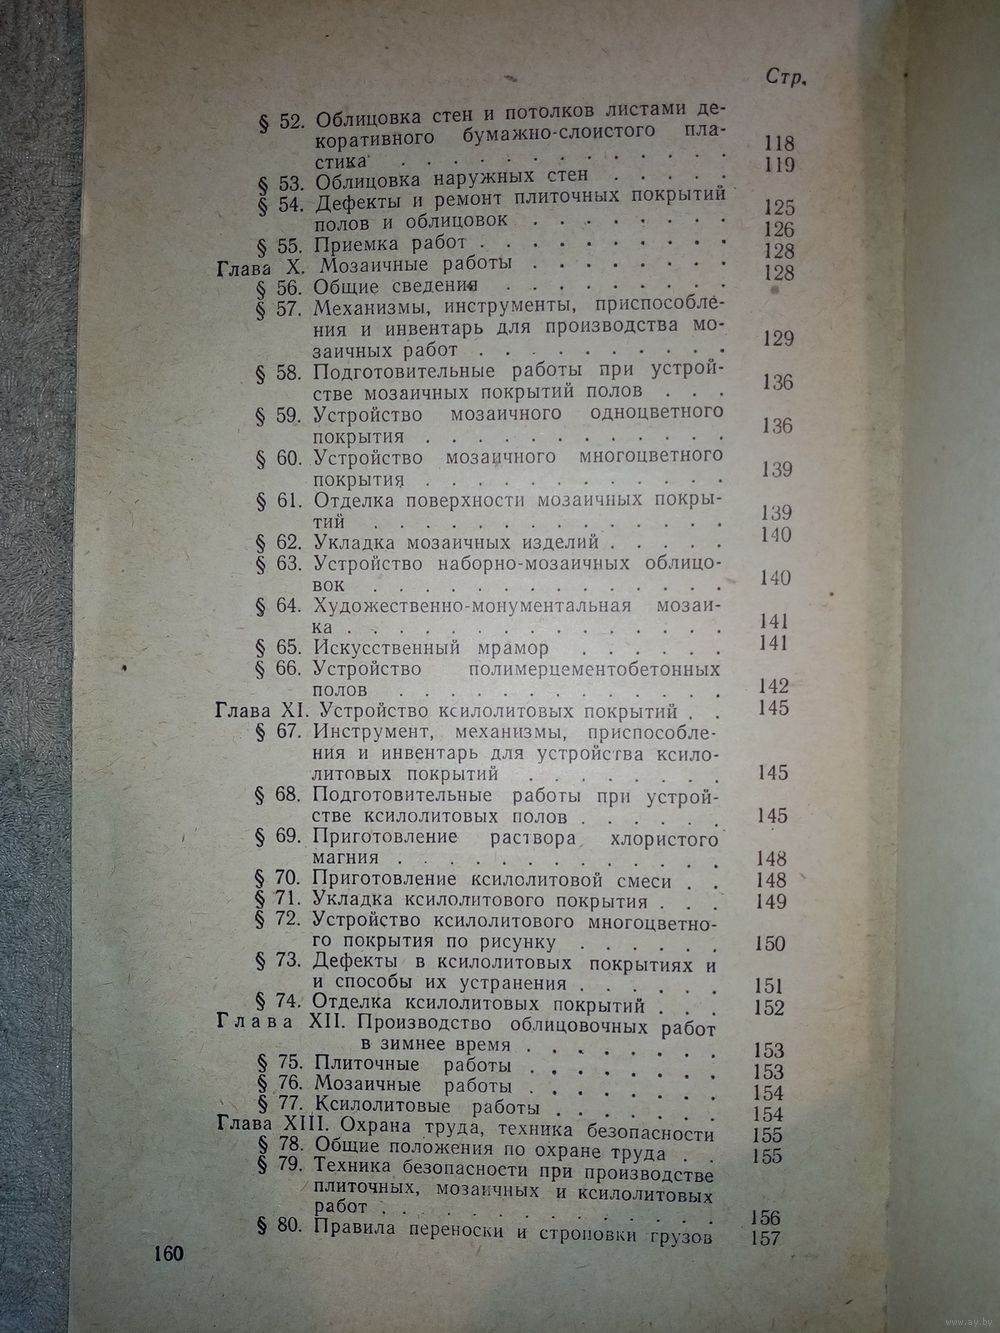 Стр.
§ 52. Облицовка стен и потолков листами де-
коративного бумажно-слоистого пла-
стика . . . . . . . . . . . . 118
§ 53. Облицовка наружных стен . . . . . 119
§ 54. Дефекты и ремонт плиточных покрытий
полов и облицовок . . . . . . . . 125
§ 55. Приемка работ . . . . . . . . . . 126
Глава X. Мозаичные работы . . . . . . . . 128
§ 56. Общие сведения . . . . . . . . . 128
§ 57. Механизмы, инструменты, приспособле-
ния и инвентарь для производства мо-
заичных работ . . . . . . . . . . 129
§ 58. Подготовительные работы при устрой-
стве мозаичных покрытий полов . . . 136
§ 59. Устройство мозаичного одноцветного
покрытия . . . . . . . . . . . . 136
§ 60. Устройство мозаичного многоцветного
покрытия . . . . . . . . . . . . 139
§ 61. Отделка поверхности мозаичных покры-
тий . . . . . . . . . . . . . . 139
§ 62. Укладка мозаичных изделий . . . . . 140
§ 63. Устройство наборно-мозаичных облицо-
вок . . . . . . . . . . . . . . 140
§ 64. Художественно-монументальная мозаи-
ка . . . . . . . . . . . . . . . 141
§ 65. Искусственный мрамор . . . . . . 141
§ 66. Устройство полимерцементобетонных
полов . . . . . . . . . . . . . 142
Глава XI. Устройство ксилолитовых покрытий . . 145
§ 67. Инструмент, механизмы, приспособле-
ния и инвентарь для устройства ксило-
литовых покрытий . . . . . . . . 145
§ 68. Подготовительные работы при устрой-
стве ксилолитовых полов . . . . . . 145
§ 69. Приготовление раствора хлористого
магния . . . . . . . . . . . . . 148
§ 70. Приготовление ксилолитовой смеси . . 148
§ 71. Укладка ксилолитового покрытия . . . 149
§ 72. Устройство ксилолитового многоцветно-
го покрытия по рисунку . . . . . . 150
§ 73. Дефекты в ксилолитовых покрытиях и
и способы их устранения . . . . . . 151
§ 74. Отделка ксилолитовых покрытий . . . 152
Глава XII. Производство облицовочных работ
в зимнее время . . . . . . . . 153
§ 75. Плиточные работы . . . . . . . . 153
§ 76. Мозаичные работы . . . . . . . . 154
§ 77. Ксилолитовые работы . . . . . . . 154
Глава XIII. Охрана труда, техника безопасности 155
§ 78. Общие положения по охране труда . . 155
§ 79. Техника безопасности при производстве
плиточных, мозаичных и ксилолитовых
работ . . . . . . . . . . . . . 156
§ 80. Правила переноски и строповки грузов 157
160
www.ay.by